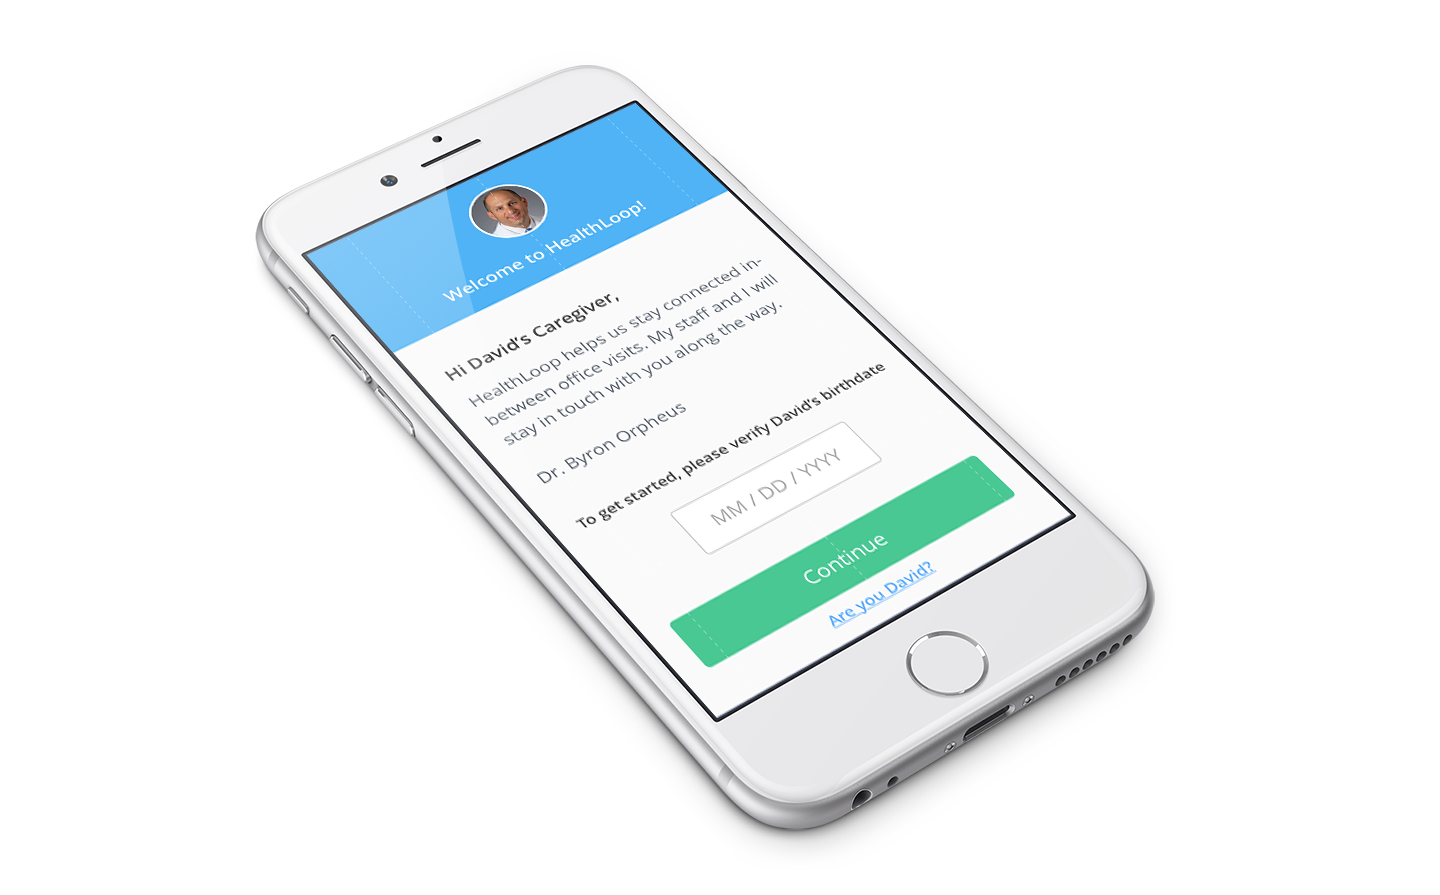 Welcome to HealthLoop!
Hi David's Caregiver,
HealthLoop helps us stay connected in-
between office visits. My staff and I will
stay in touch with you along the way.
Dr. Byron Orpheus
To get started, please verify David's birthdate
MM / DD / YYYY
Continue
Are you David?